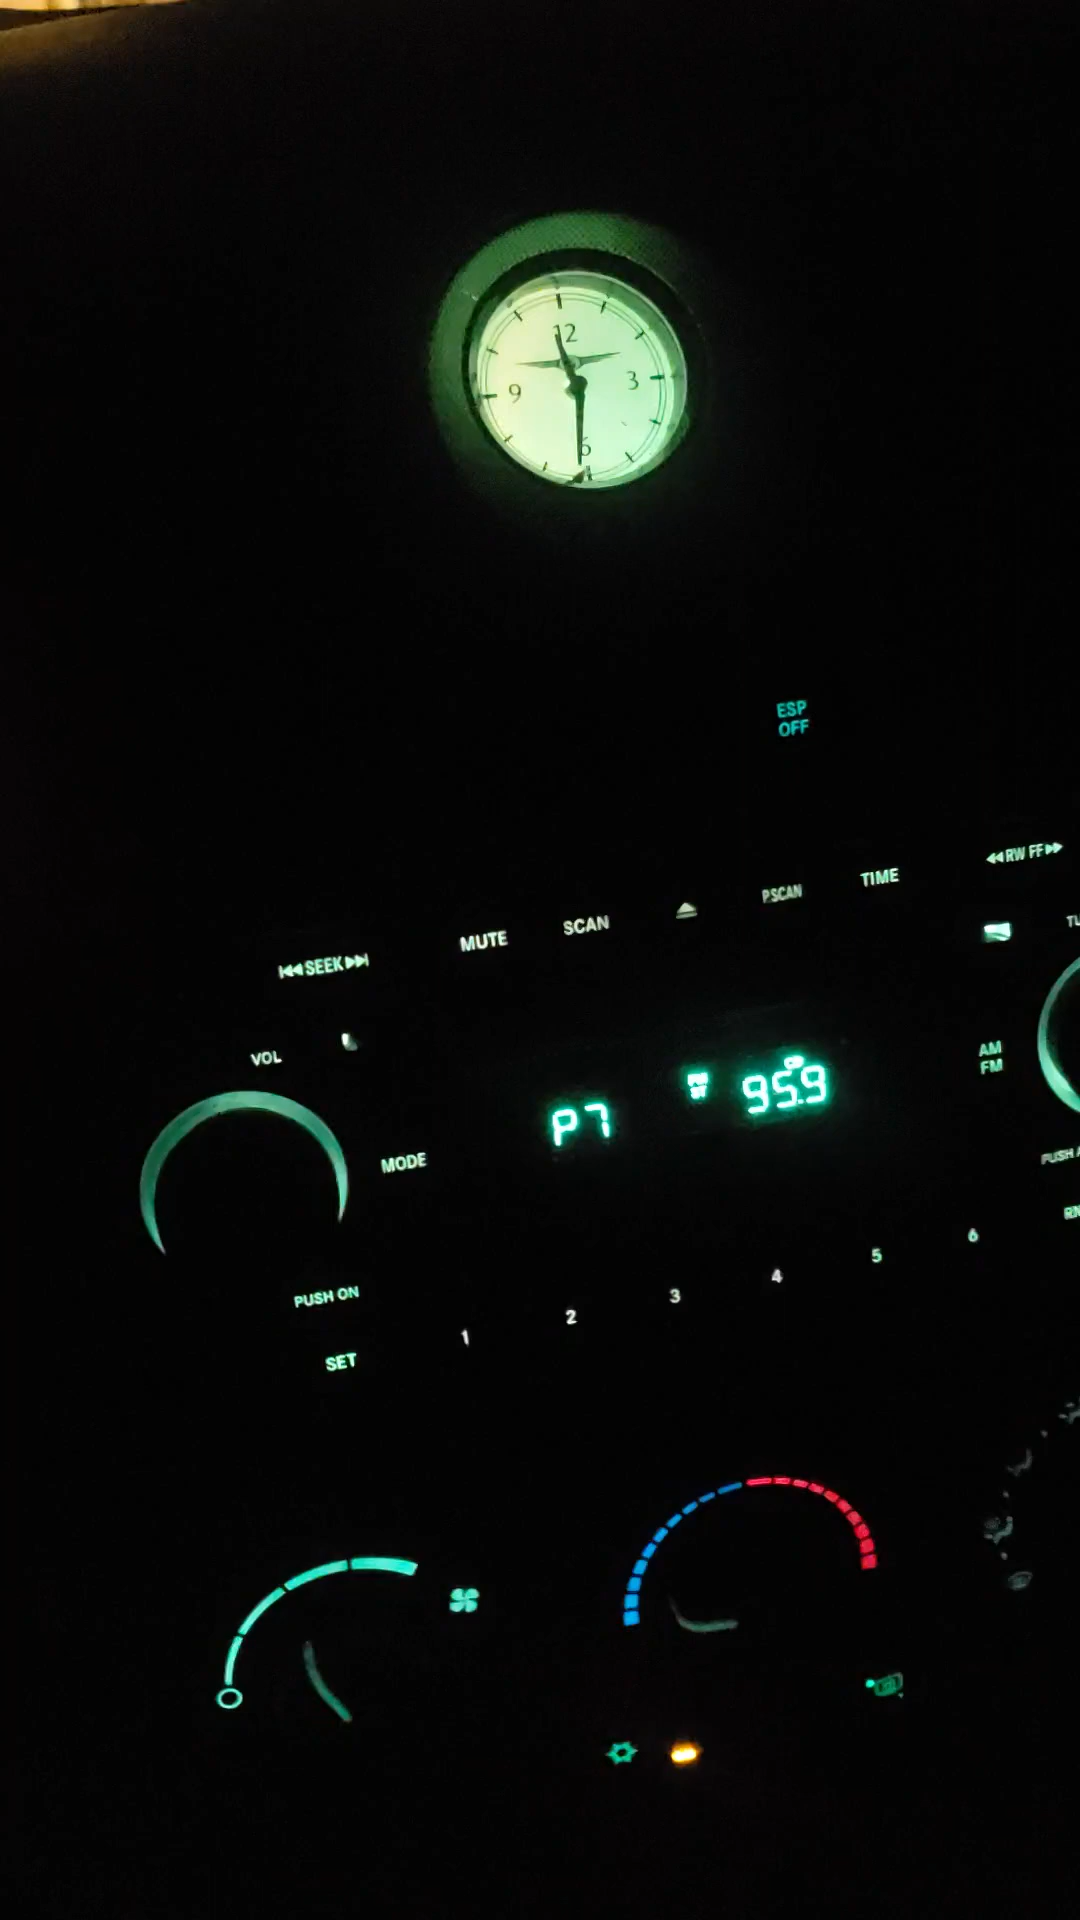 12
9
3
6
ESP
OFF
SEEK
MUTE
SCAN
P.SCAN
TIME
RW FF
VOL
AM
FM
P7
95.9
MODE
PUSH ON
SET
1
2
3
4
5
6